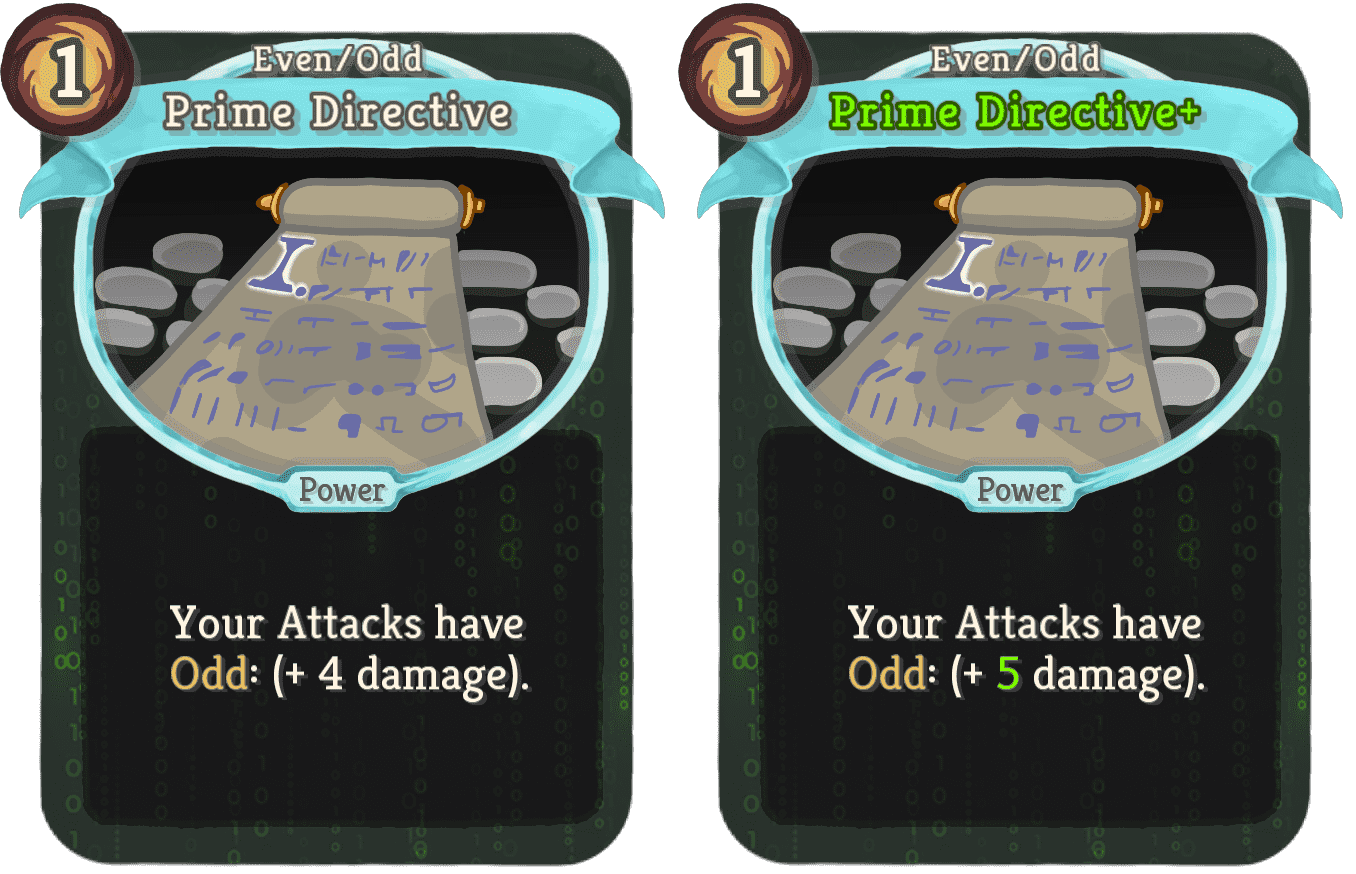 1
Even/Odd
Prime Directive
I.
Power
Your Attacks have
Odd: (+ 4 damage).
1
Even/Odd
Prime Directive+
I.
Power
Your Attacks have
Odd: (+ 5 damage).